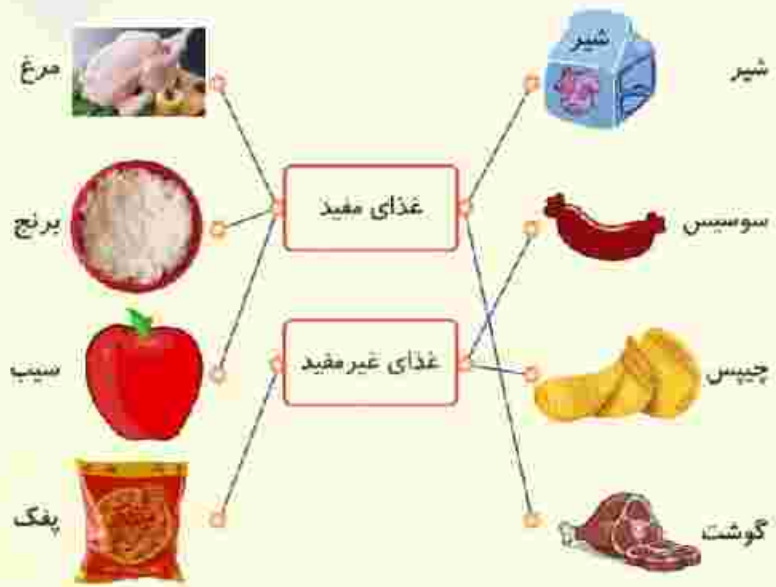 شیر
شیر
مرغ
غذای مفید
سوسیس
برنج
غذای غیرمفید
چیپس
سیب
گوشت
پفک